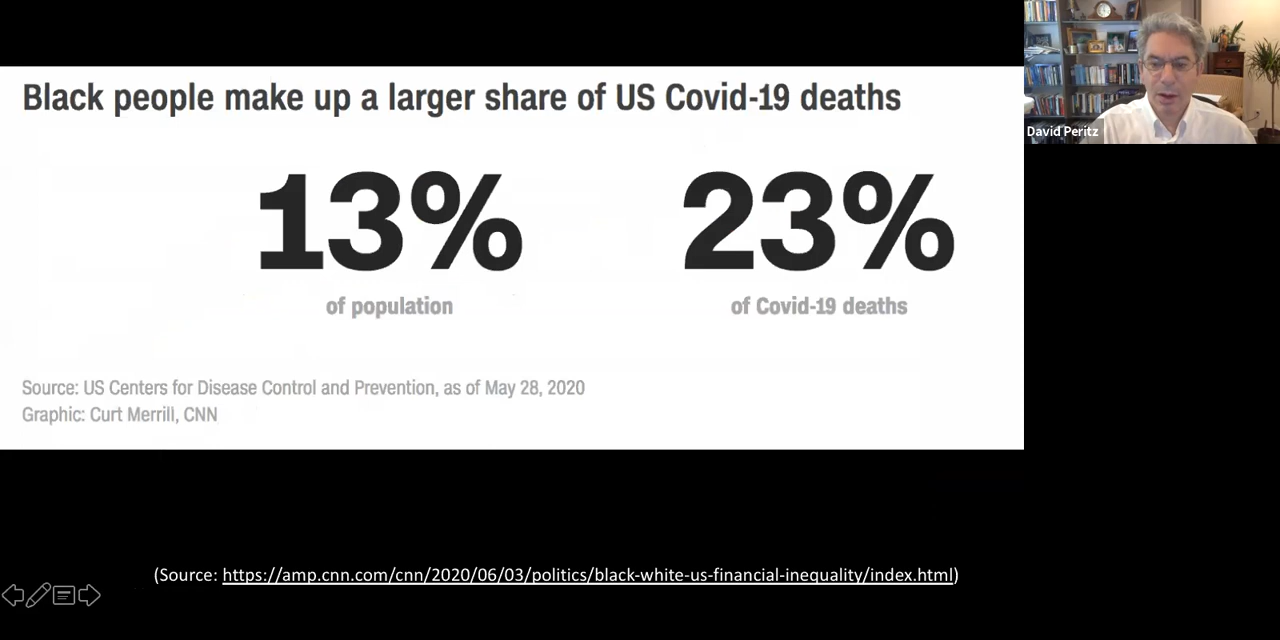 Black people make up a larger share of US Covid-19 deaths
13%
23%
of population
of Covid-19 deaths
Source: US Centers for Disease Control and Prevention, as of May 28, 2020
Graphic: Curt Merrill, CNN
David Peritz
(Source: https://amp.cnn.com/cnn/2020/06/03/politics/black-white-us-financial-inequality/index.html)